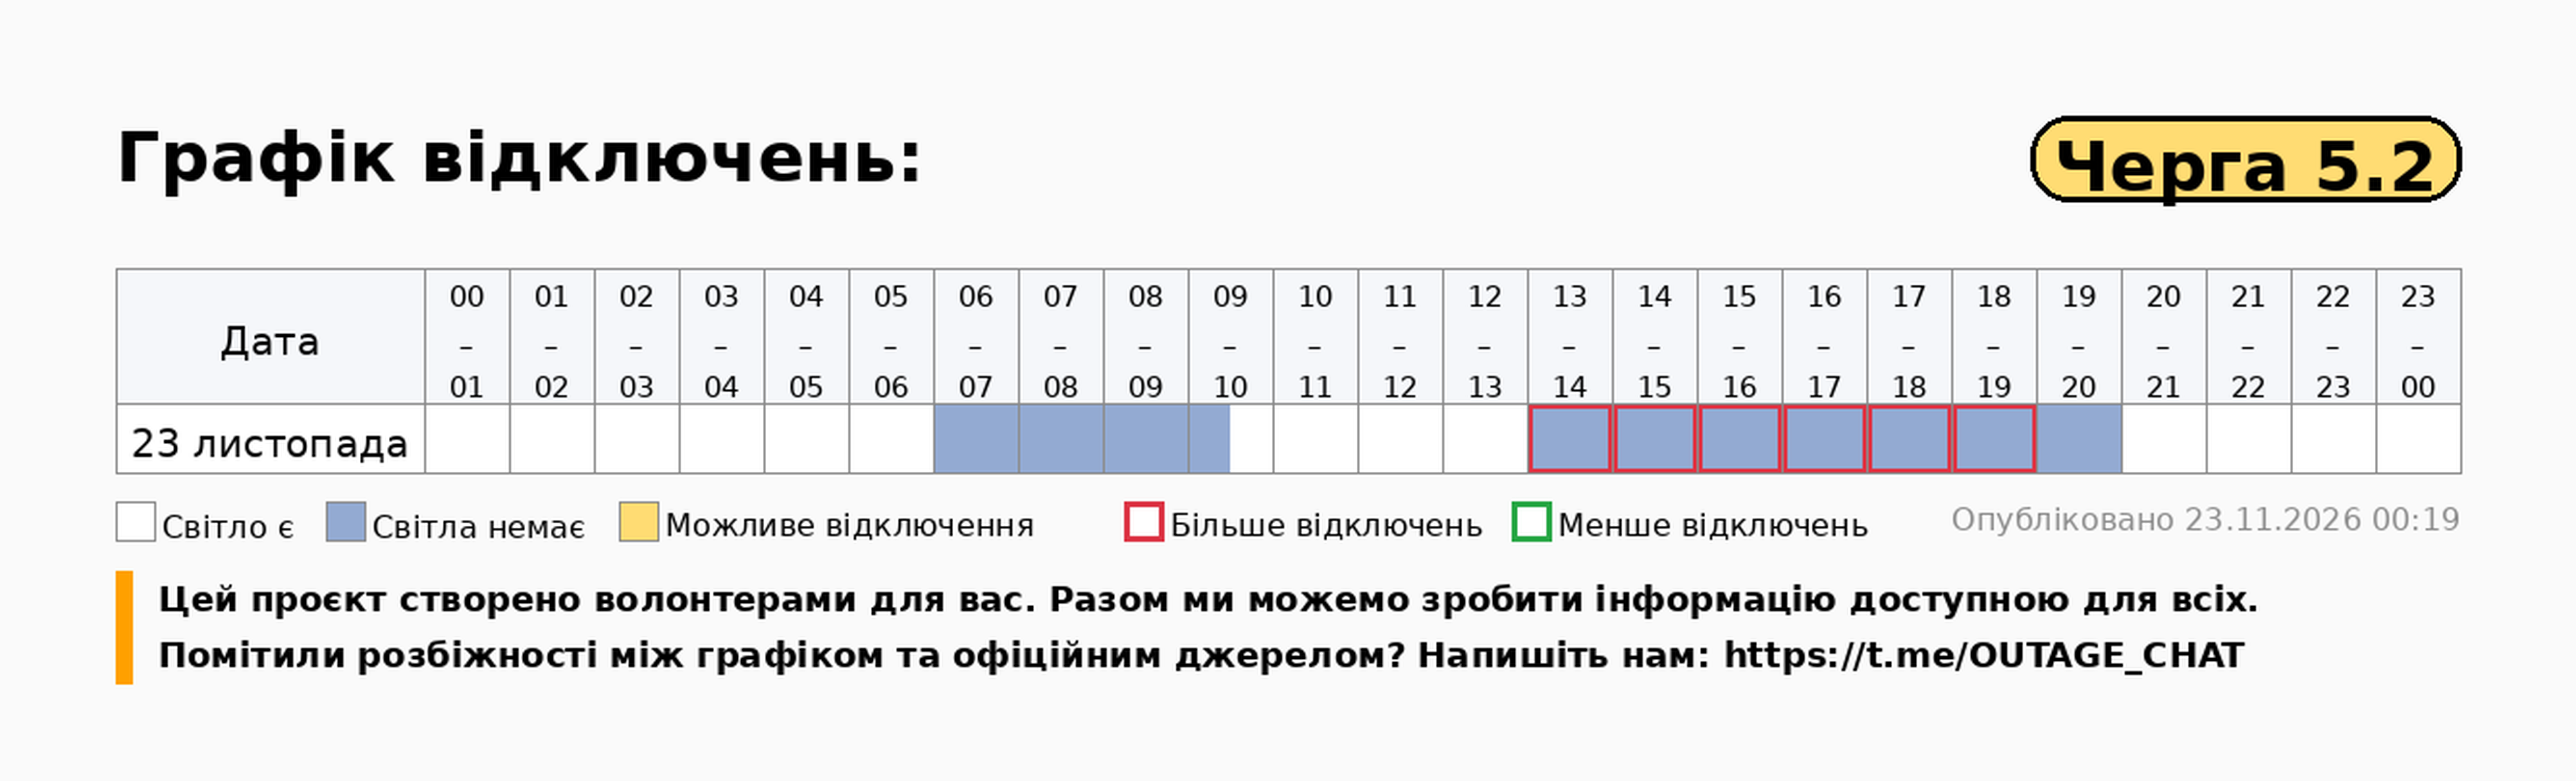 Графік відключень:
Черга 5.2
Дата
00 – 01
01 – 02
02 – 03
03 – 04
04 – 05
05 – 06
06 – 07
07 – 08
08 – 09
09 – 10
10 – 11
11 – 12
12 – 13
13 – 14
14 – 15
15 – 16
16 – 17
17 – 18
18 – 19
19 – 20
20 – 21
21 – 22
22 – 23
23 – 00
23 листопада
Світло є Світла немає Можливе відключення Більше відключень Менше відключень Опубліковано 23.11.2026 00:19
Цей проєкт створено волонтерами для вас. Разом ми можемо зробити інформацію доступною для всіх.
Помітили розбіжності між графіком та офіційним джерелом? Напишіть нам: https://t.me/OUTAGE_CHAT